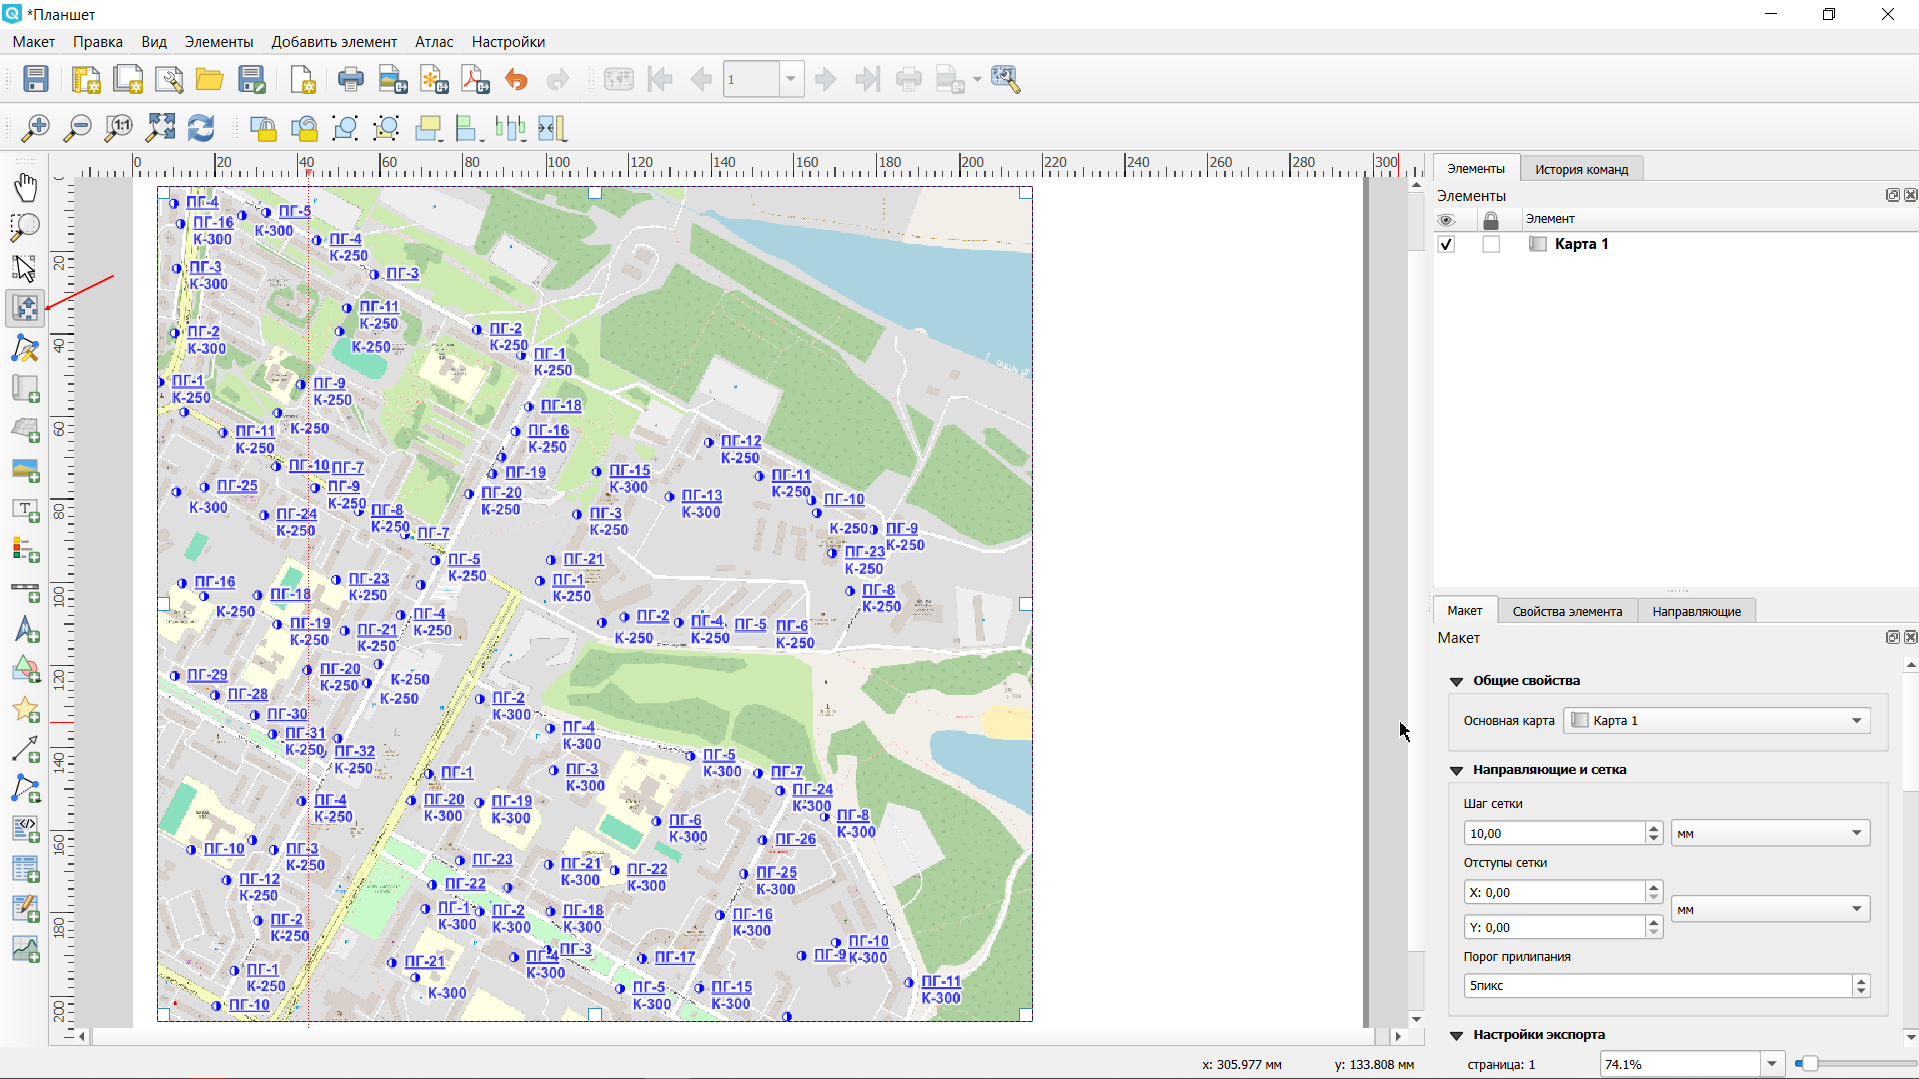 *Планшет
Макет Правка Вид Элементы Добавить элемент Атлас Настройки
1
1:1
0 20 40 60 80 100 120 140 160 180 200 220 240 260 280 300
20
40
60
80
100
120
140
160
180
200
ПГ-4
ПГ-16
К-300
К-300
ПГ-5
ПГ-4
К-250
ПГ-3
К-300
ПГ-3
ПГ-11
К-250
К-250
ПГ-2
К-300
ПГ-2
К-250
ПГ-1
К-250
ПГ-1
К-250
ПГ-9
К-250
ПГ-18
К-250
ПГ-11
К-250
ПГ-16
К-250
ПГ-12
К-250
ПГ-10
ПГ-7
ПГ-19
ПГ-15
К-300
ПГ-11
К-250
ПГ-25
К-300
ПГ-9
К-250
ПГ-20
К-250
ПГ-13
К-300
ПГ-10
К-250
ПГ-24
К-250
ПГ-8
К-250
ПГ-3
К-250
ПГ-7
ПГ-9
К-250
ПГ-5
К-250
ПГ-21
ПГ-23
К-250
ПГ-16
К-250
ПГ-18
ПГ-23
К-250
ПГ-1
К-250
ПГ-8
К-250
ПГ-19
К-250
ПГ-21
К-250
ПГ-4
К-250
ПГ-2
К-250
ПГ-4
К-250
ПГ-5
ПГ-6
К-250
ПГ-29
ПГ-28
ПГ-20
К-250
К-250
К-250
ПГ-30
ПГ-2
К-300
ПГ-31
К-250
ПГ-32
К-250
ПГ-4
К-300
ПГ-1
ПГ-3
К-300
ПГ-5
К-300
ПГ-7
ПГ-4
К-250
ПГ-20
К-300
ПГ-19
К-300
ПГ-24
К-300
ПГ-8
К-300
ПГ-6
К-300
ПГ-26
ПГ-10
ПГ-3
К-250
ПГ-23
ПГ-21
К-300
ПГ-22
К-300
ПГ-25
К-300
ПГ-12
К-250
ПГ-22
ПГ-2
К-250
ПГ-1
К-300
ПГ-2
К-300
ПГ-18
К-300
ПГ-16
К-300
ПГ-10
К-300
ПГ-9
ПГ-3
ПГ-4
К-300
ПГ-17
ПГ-1
К-250
ПГ-21
К-300
ПГ-5
К-300
ПГ-15
К-300
ПГ-11
К-300
ПГ-10
Элементы История команд
Элементы
Элемент
Карта 1
Макет Свойства элемента Направляющие
Макет
Общие свойства
Основная карта Карта 1
Направляющие и сетка
Шаг сетки
10,00 мм
Отступы сетки
X: 0,00
мм
Y: 0,00
Порог прилипания
5пикс
Настройки экспорта
x: 305.977 мм y: 133.808 мм страница: 1 74.1%